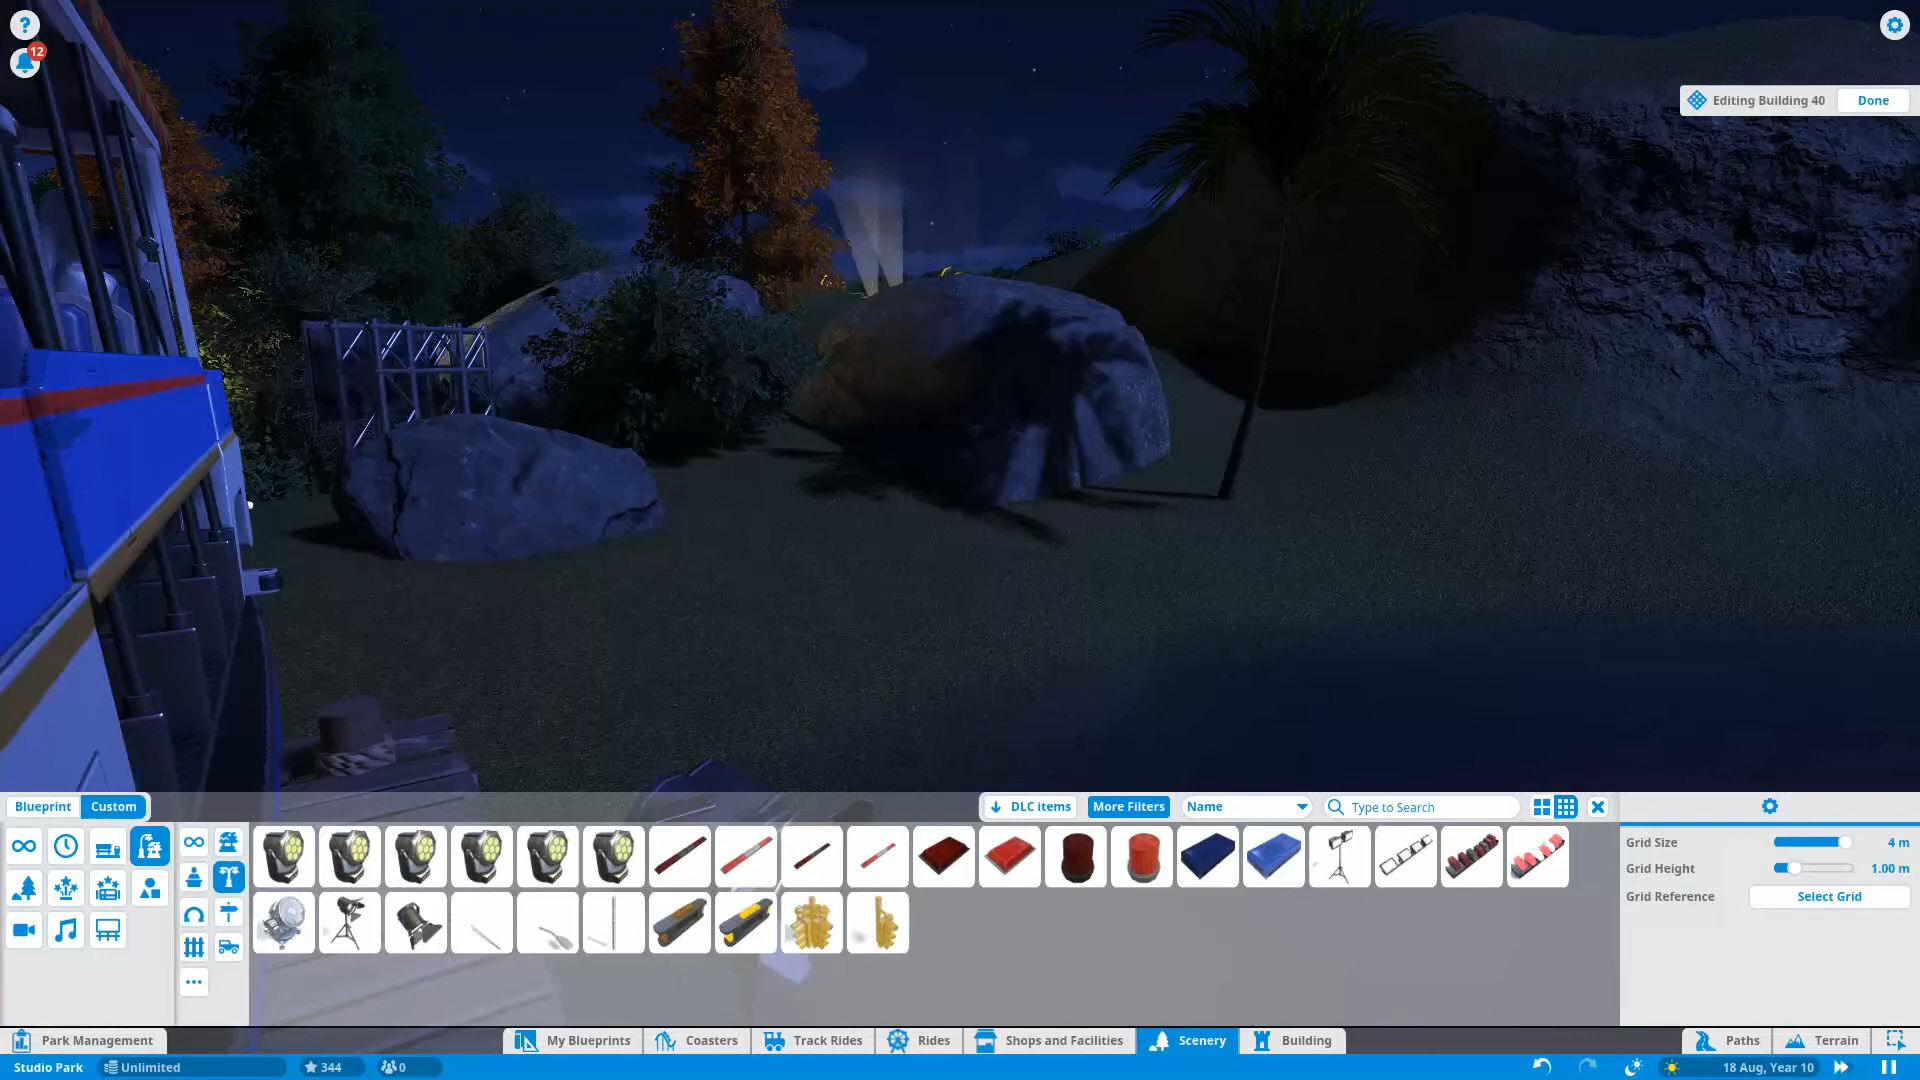 ?
12
Editing Building 40
Done
Blueprint
Custom
DLC items
More Filters
Name
Type to Search
Grid Size
4 m
Grid Height
1.00 m
Grid Reference
Select Grid
Park Management
My Blueprints
Coasters
Track Rides
Rides
Shops and Facilities
Scenery
Building
Paths
Terrain
Studio Park
Unlimited
344
0
18 Aug, Year 10